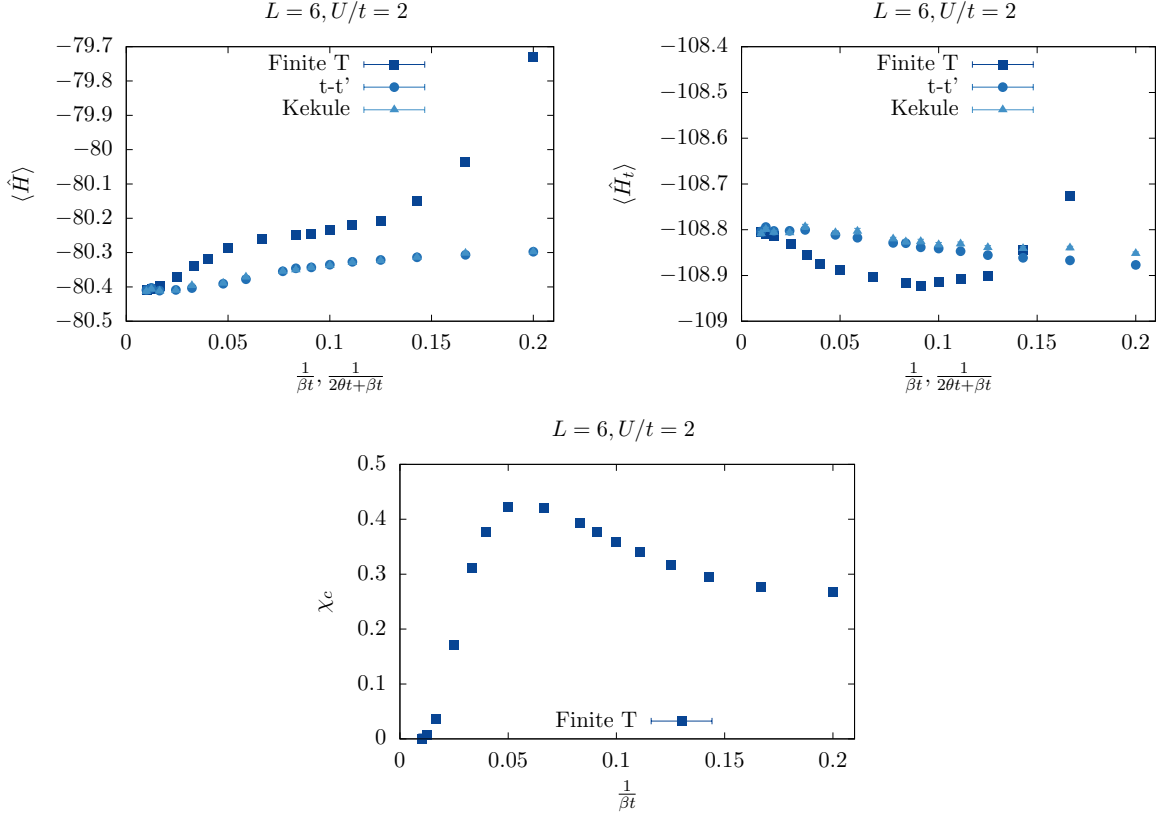 L = 6, U/t = 2
⟨Ĥ⟩
−79.7
−79.8
−79.9
−80
−80.1
−80.2
−80.3
−80.4
−80.5
Finite T
t-t’
Kekule
0 0.05 0.1 0.15 0.2
1/βt, 1/2θt+βt
L = 6, U/t = 2
⟨Ĥ_t⟩
−108.4
−108.5
−108.6
−108.7
−108.8
−108.9
−109
Finite T
t-t’
Kekule
0 0.05 0.1 0.15 0.2
1/βt, 1/2θt+βt
L = 6, U/t = 2
χ_c
0.5
0.4
0.3
0.2
0.1
0
Finite T
0 0.05 0.1 0.15 0.2
1/βt